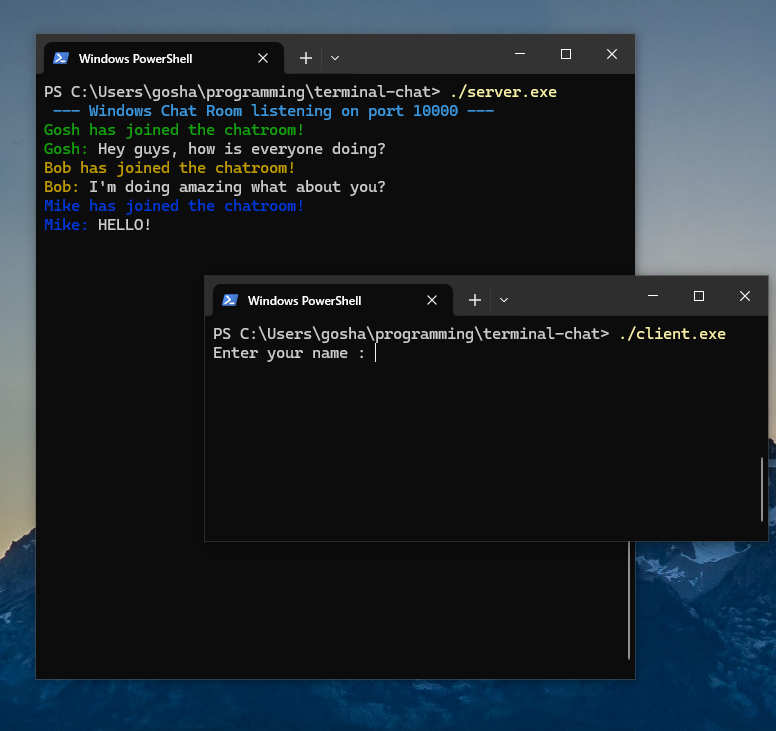 Windows PowerShell
PS C:\Users\gosha\programming\terminal-chat> ./server.exe
--- Windows Chat Room listening on port 10000 ---
Gosh has joined the chatroom!
Gosh: Hey guys, how is everyone doing?
Bob has joined the chatroom!
Bob: I'm doing amazing what about you?
Mike has joined the chatroom!
Mike: HELLO!
Windows PowerShell
PS C:\Users\gosha\programming\terminal-chat> ./client.exe
Enter your name :